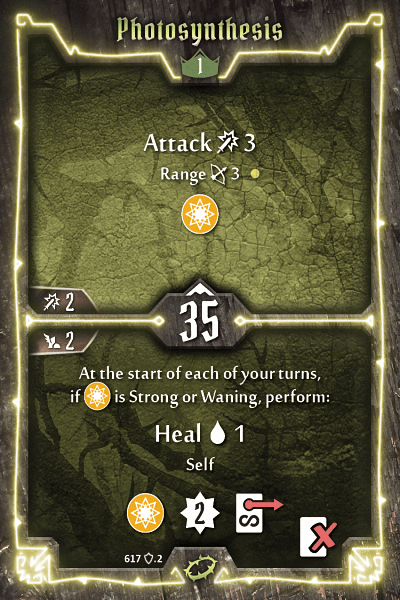 Photosynthesis
1
Attack 3
Range 3
2
35
2
At the start of each of your turns,
if is Strong or Waning, perform:
Heal 1
Self
2
S
617 .2